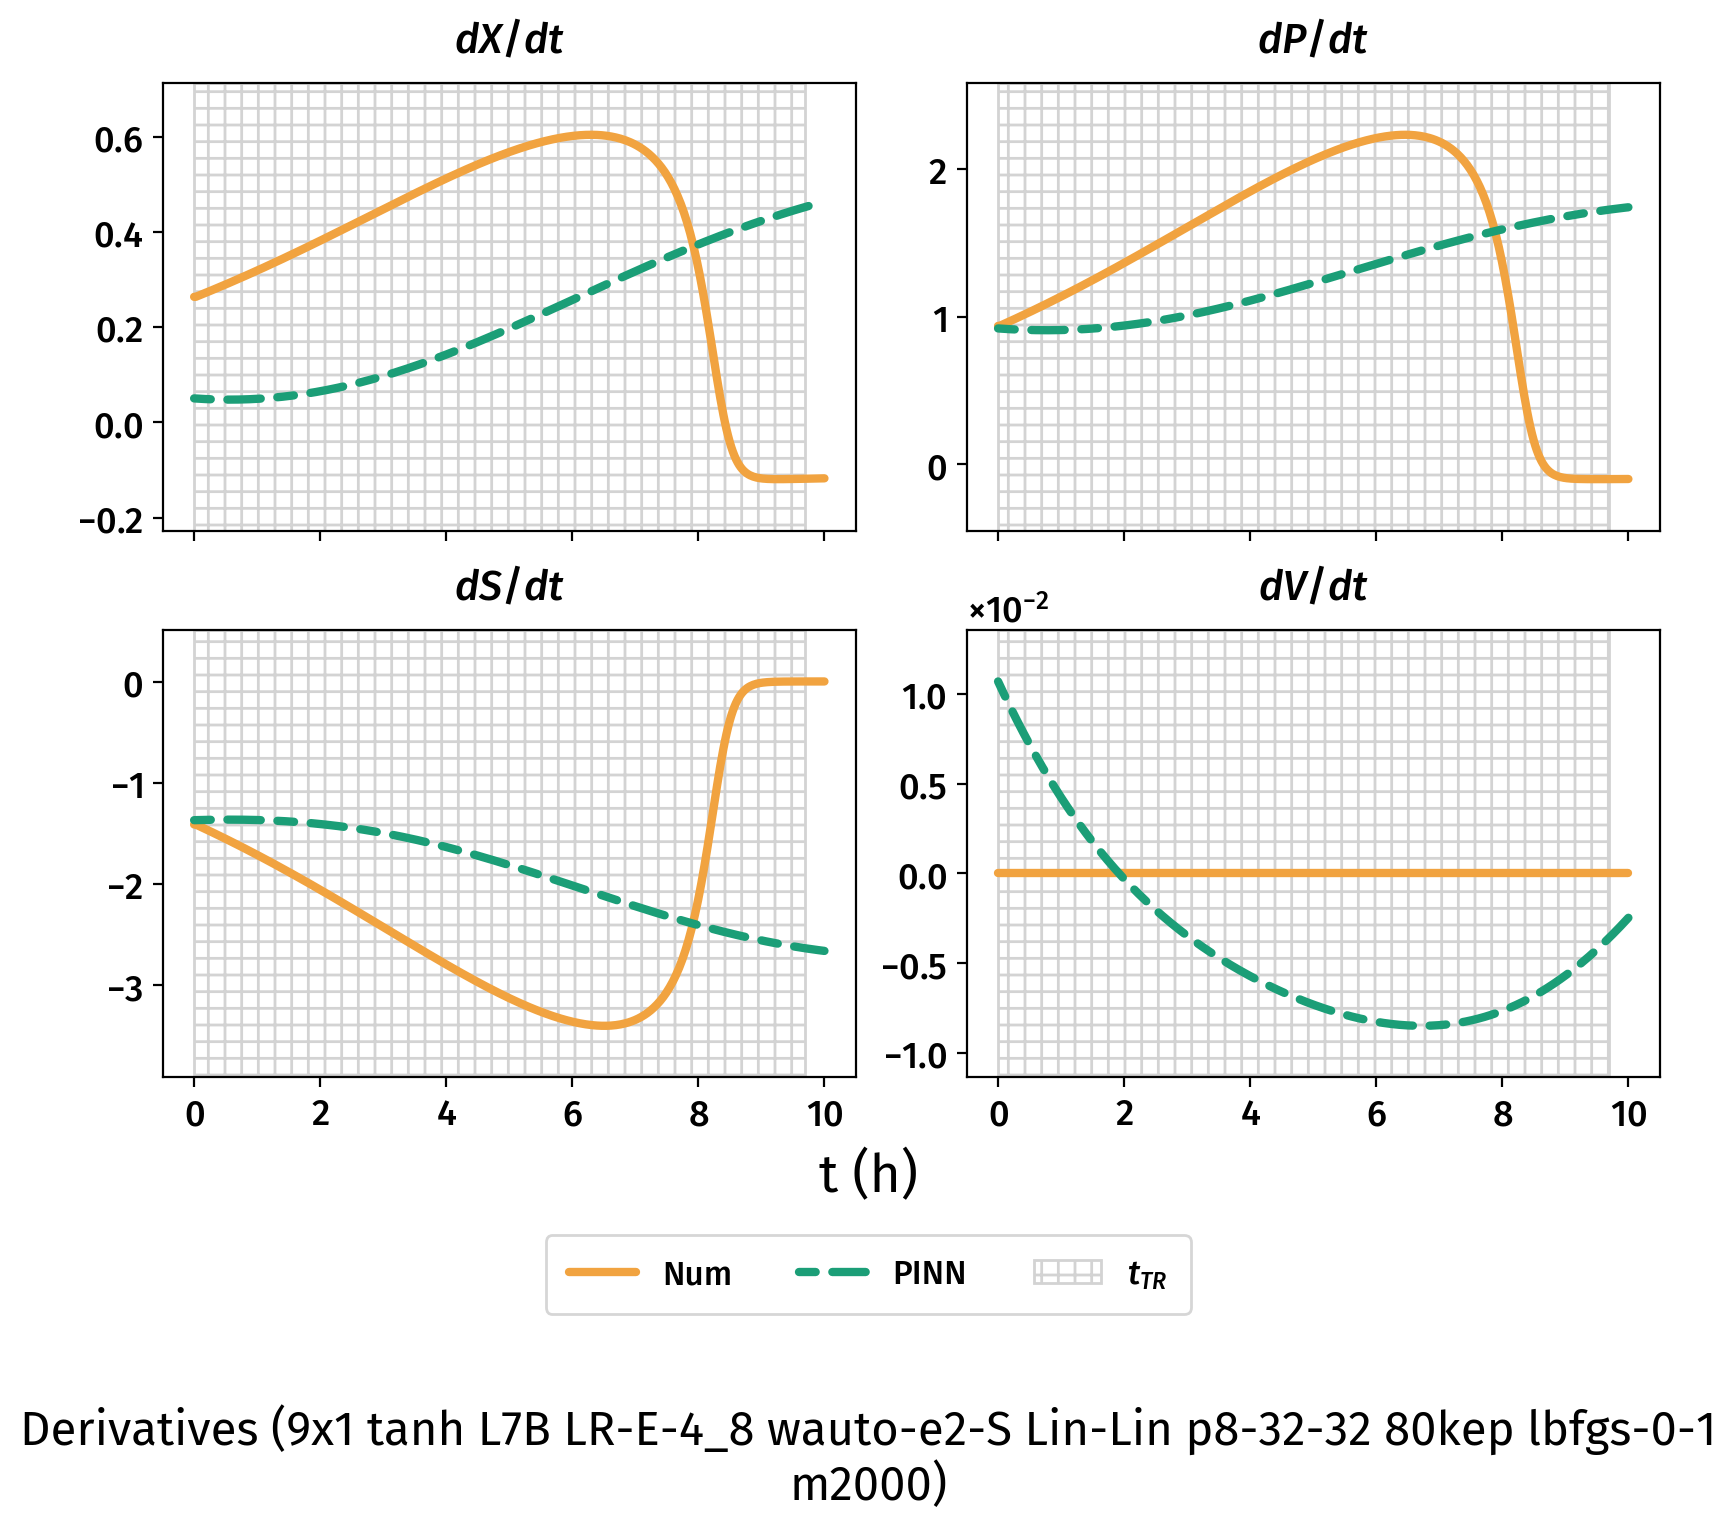 dX/dt
0.6
0.4
0.2
0.0
−0.2
dP/dt
2
1
0
dS/dt
0
−1
−2
−3
0 2 4 6 8 10
dV/dt
×10⁻²
1.0
0.5
0.0
−0.5
−1.0
0 2 4 6 8 10
t (h)
Num PINN t_TR
Derivatives (9x1 tanh L7B LR-E-4_8 wauto-e2-S Lin-Lin p8-32-32 80kep lbfgs-0-1
m2000)